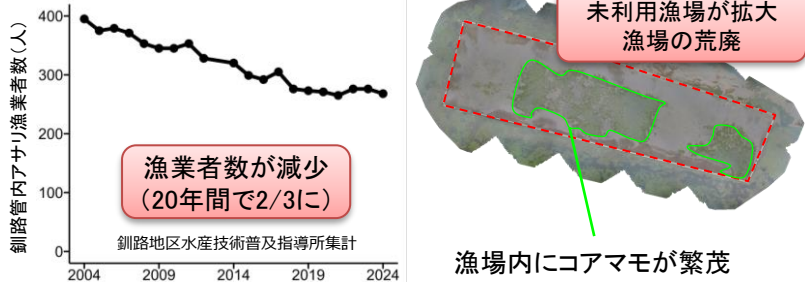 釧路管内アサリ漁業者数(人)
400
300
200
100
0
2004
2009
2014
2019
2024
漁業者数が減少
(20年間で2/3に)
釧路地区水産技術普及指導所集計
未利用漁場が拡大
漁場の荒廃
漁場内にコアマモが繁茂